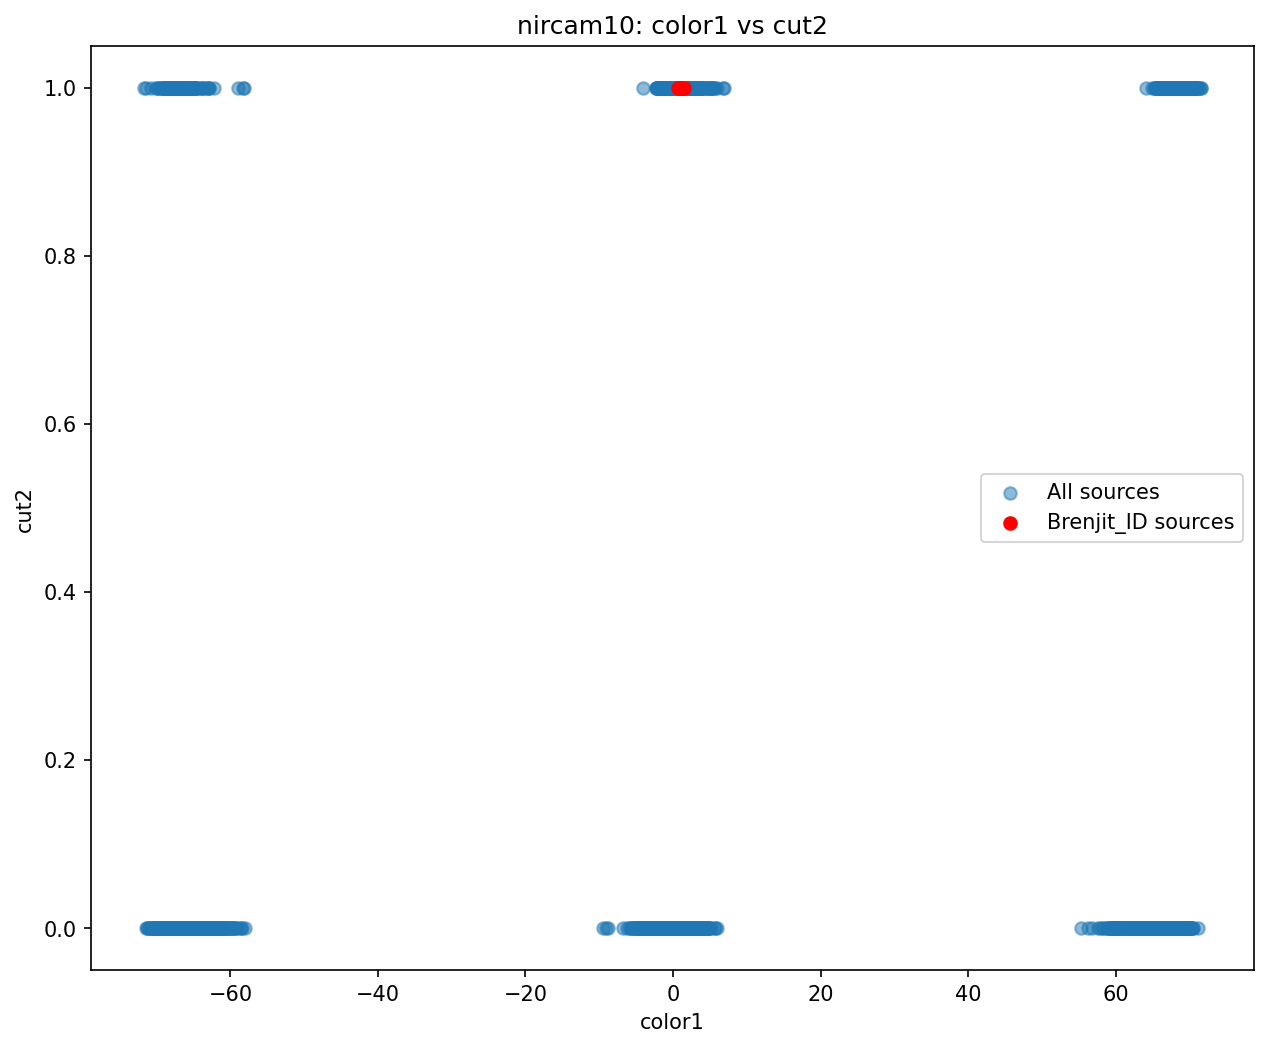 nircam10: color1 vs cut2
1.0
0.8
0.6
0.4
0.2
0.0
cut2
All sources
Brenjit_ID sources
−60
−40
−20
0
20
40
60
color1